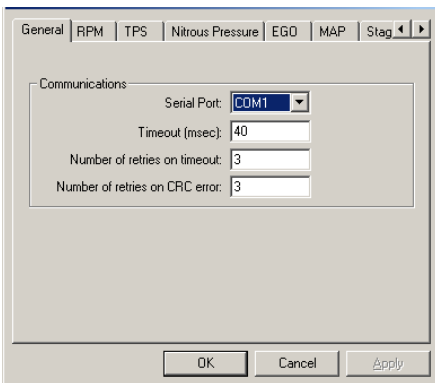 General RPM TPS Nitrous Pressure EGO MAP Stag
Communications
Serial Port: COM1
Timeout (msec): 40
Number of retries on timeout: 3
Number of retries on CRC error: 3
OK Cancel Apply